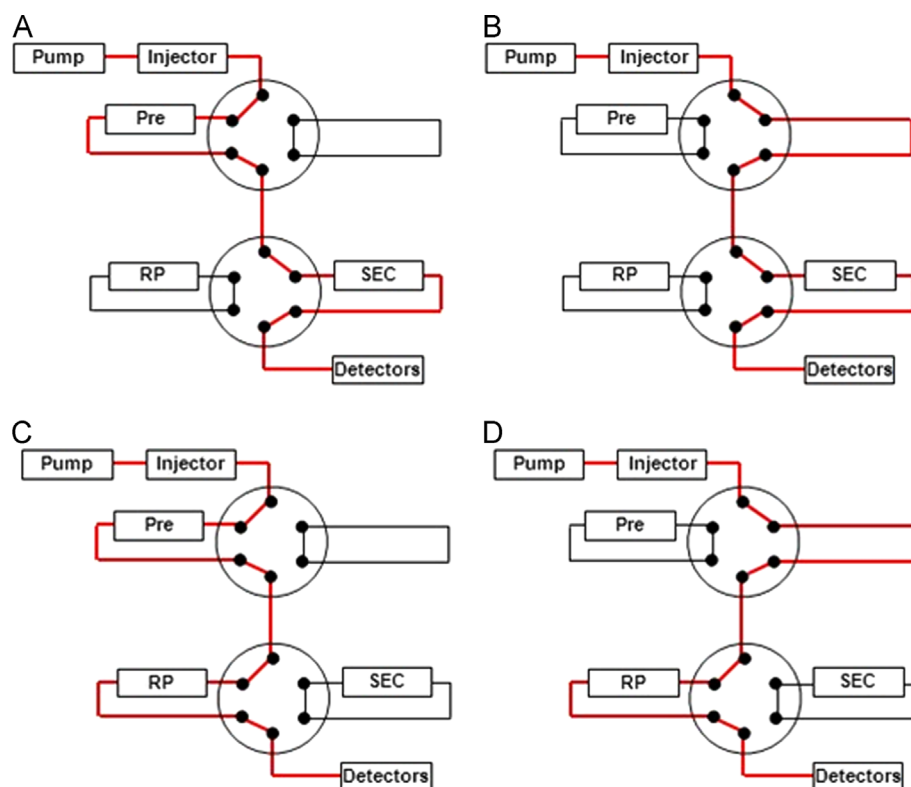 A
Pump Injector
Pre
RP SEC
Detectors
B
Pump Injector
Pre
RP SEC
Detectors
C
Pump Injector
Pre
RP SEC
Detectors
D
Pump Injector
Pre
RP SEC
Detectors